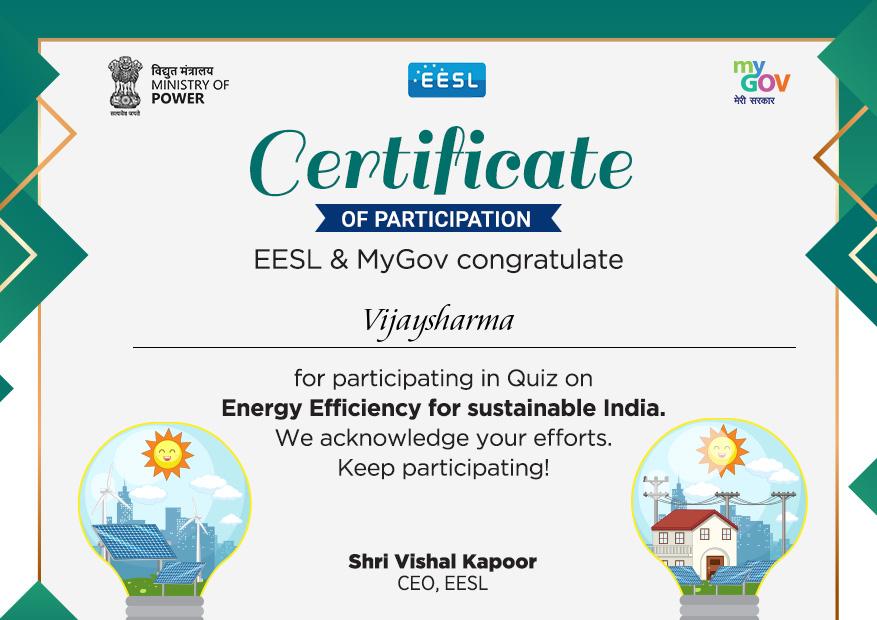 विद्युत मंत्रालय
MINISTRY OF
POWER
सत्यमेव जयते
EESL
my
GOV
मेरी सरकार
Certificate
OF PARTICIPATION
EESL & MyGov congratulate
Vijaysharma
for participating in Quiz on
Energy Efficiency for sustainable India.
We acknowledge your efforts.
Keep participating!
Shri Vishal Kapoor
CEO, EESL